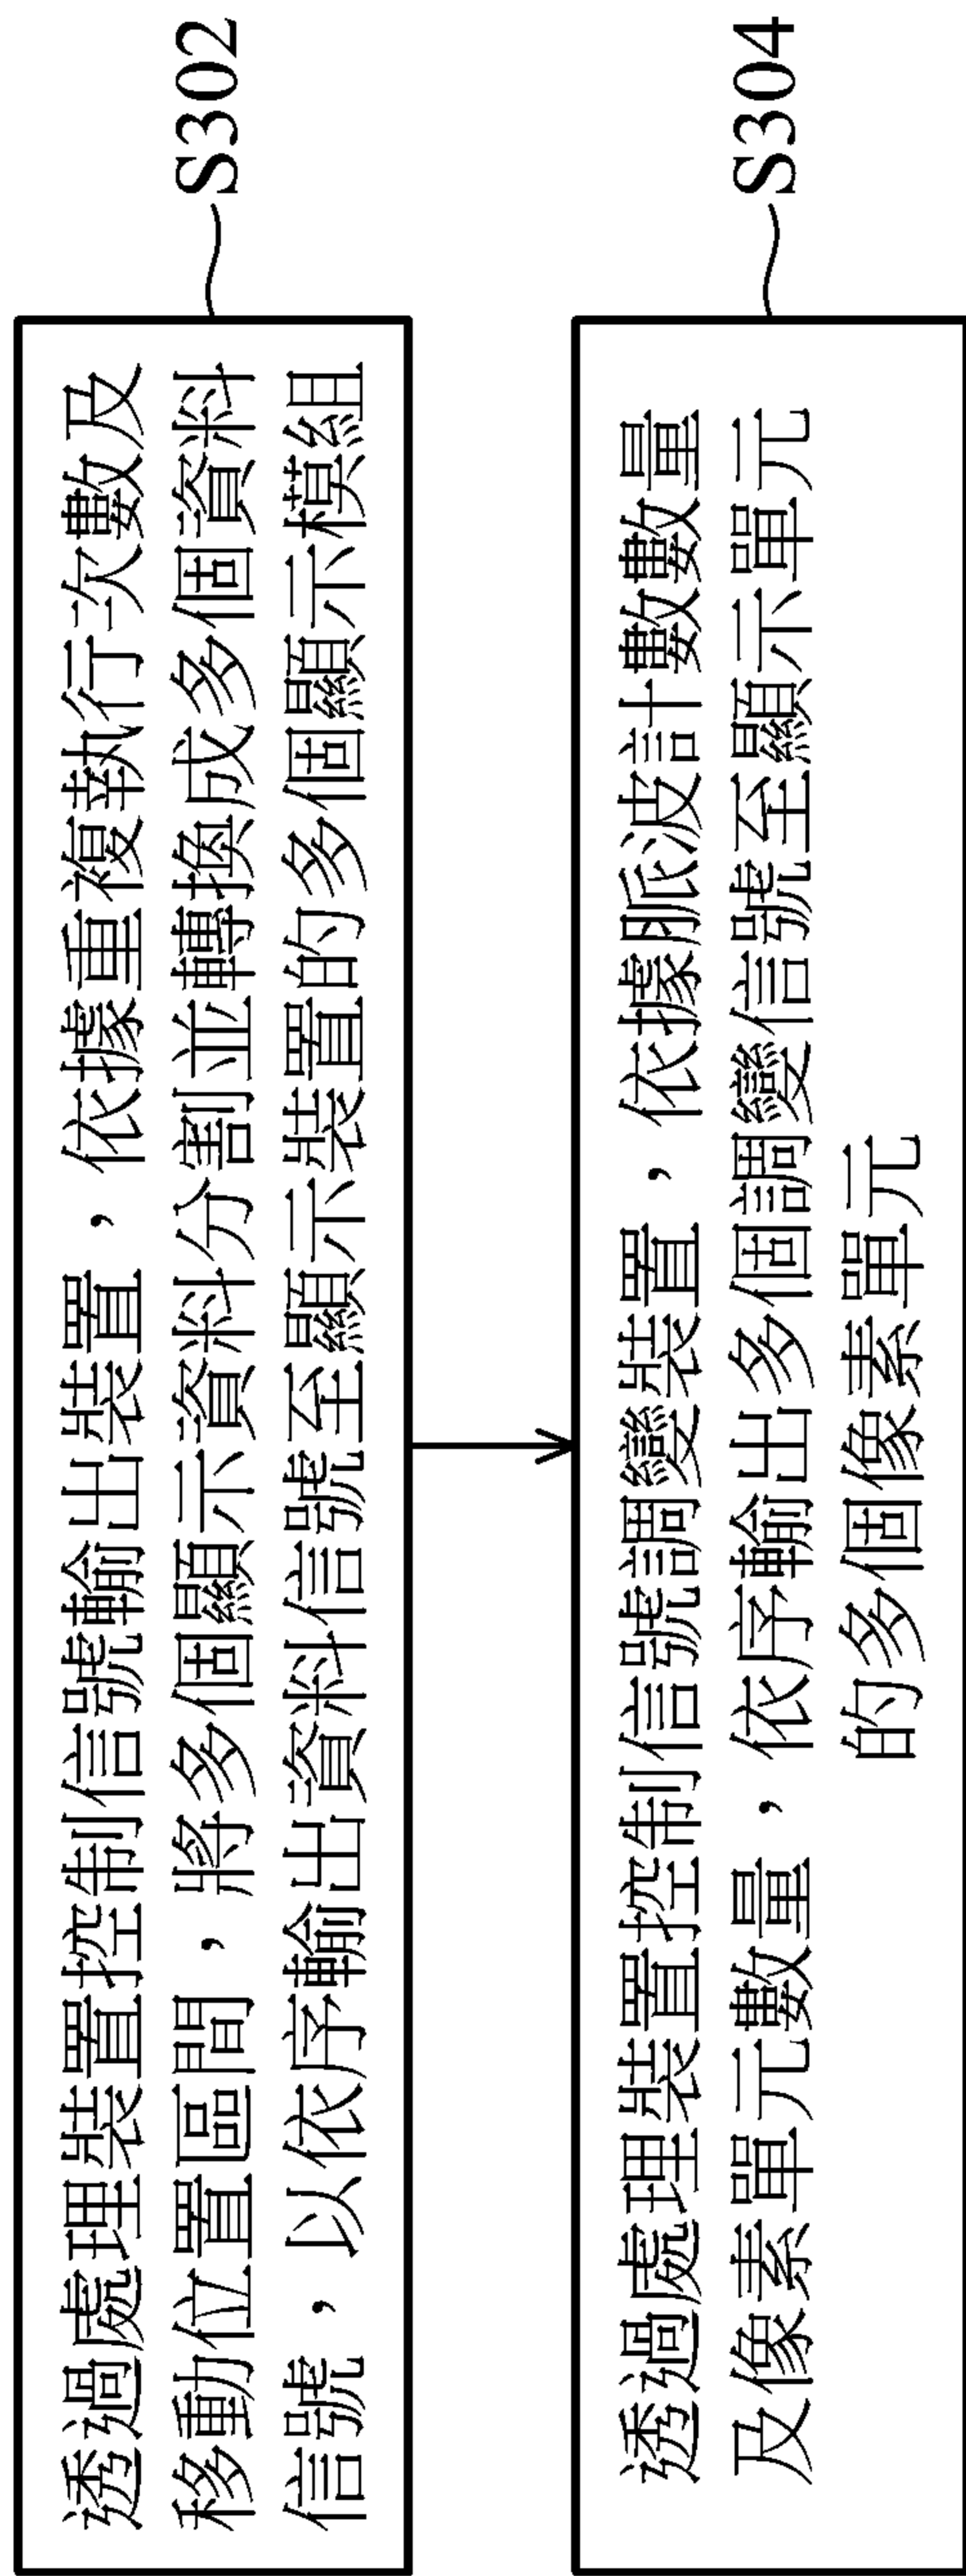 透過處理裝置控制信號輸出裝置，依據重複執行次數及
移動位置區間，將多個顯示資料分割並轉換成多個資料
信號，以依序輸出資料信號至顯示裝置的多個顯示模組
S302
透過處理裝置控制信號調變裝置，依據脈波計數數量
及像素單元數量，依序輸出多個調變信號至顯示單元
的多個像素單元
S304